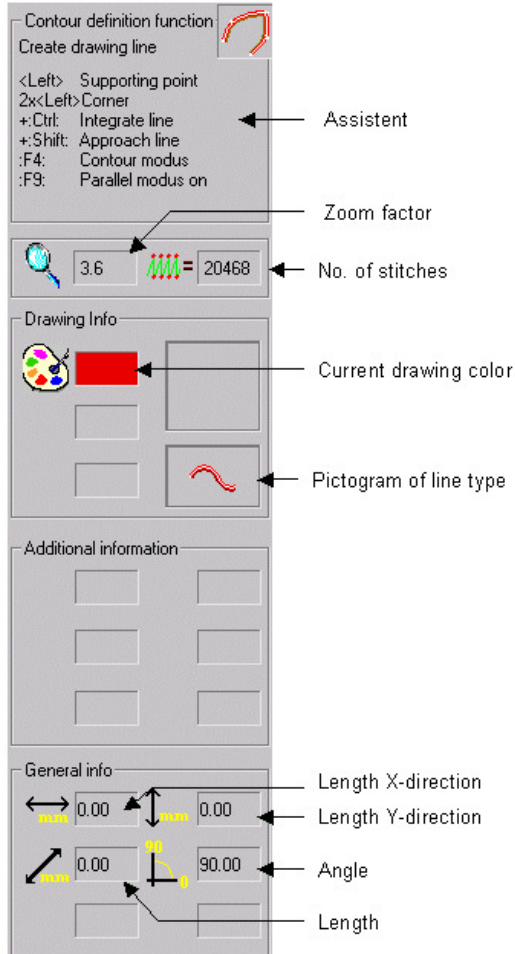 Contour definition function
Create drawing line
<Left> Supporting point
2x<Left>Corner
+:Ctrl: Integrate line
+:Shift: Approach line
:F4: Contour modus
:F9: Parallel modus on
Assistent
Zoom factor
3.6 = 20468
No. of stitches
Drawing Info
Current drawing color
Pictogram of line type
Additional information
General info
Length X-direction
mm 0.00 mm 0.00
Length Y-direction
90
mm 0.00 0 90.00
Angle
Length